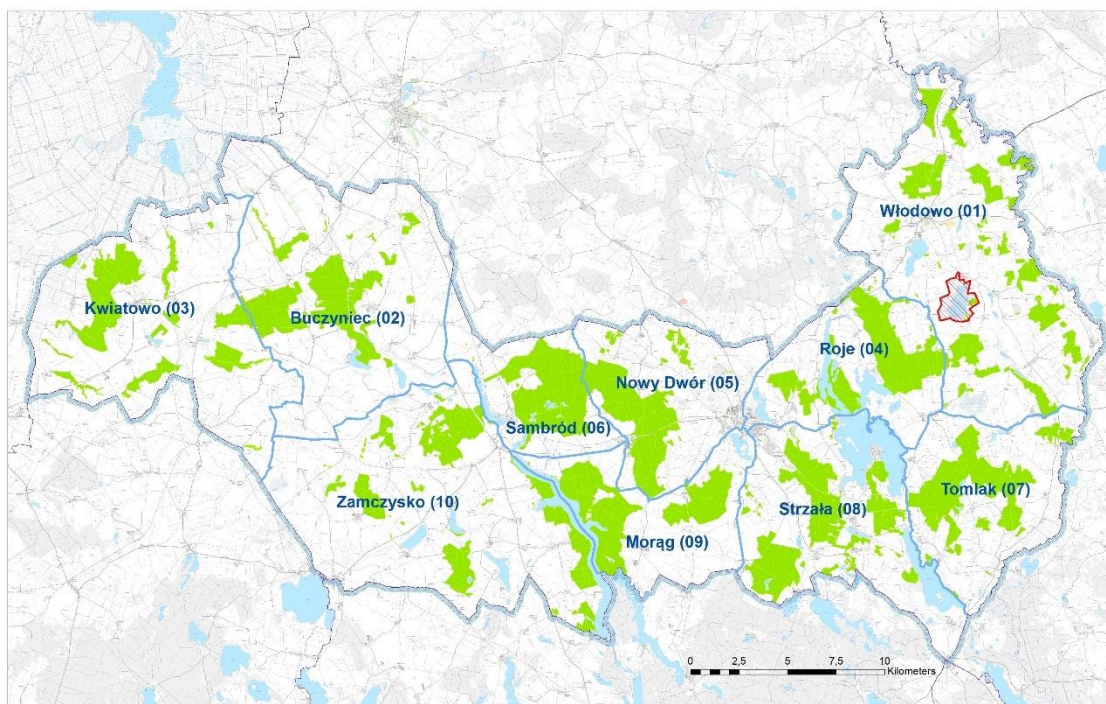 Włodowo (01)
Kwiatowo (03)
Buczyniec (02)
Roje (04)
Nowy Dwór (05)
Sambród (06)
Zamczysko (10)
Tomlak (07)
Strzała (08)
Morąg (09)
0 2,5 5 7,5 10
Kilometers